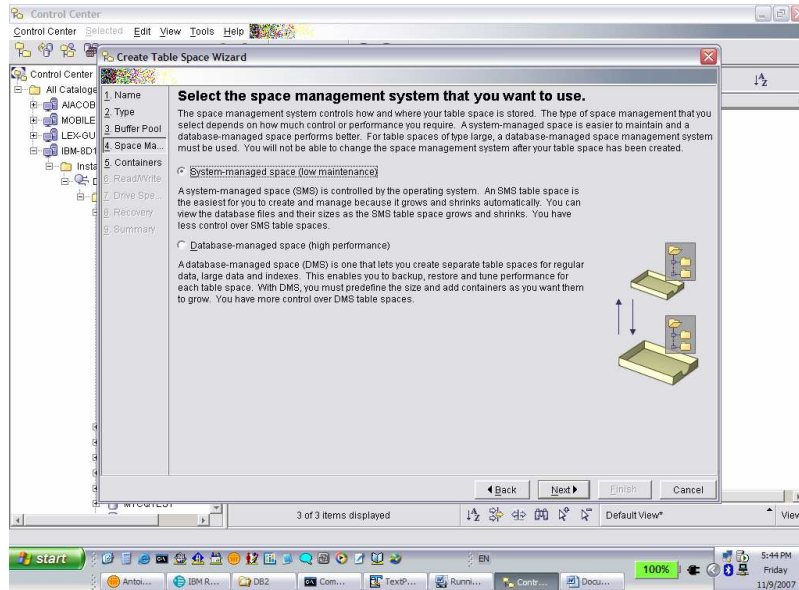 Control Center
Control Center Selected Edit View Tools Help
Create Table Space Wizard
Control Center
All Cataloge
AIACOB
MOBILE
LEX-GU
IBM-8D1
Insta
1. Name
2. Type
3. Buffer Pool
4. Space Ma...
5. Containers
6. Read/Write
7. Drive Spe...
8. Recovery
9. Summary
Select the space management system that you want to use.
The space management system controls how and where your table space is stored. The type of space management that you
select depends on how much control or performance you require. A system-managed space is easier to maintain and a
database-managed space performs better. For table spaces of type large, a database-managed space management system
must be used. You will not be able to change the space management system after your table space has been created.
System-managed space (low maintenance)
A system-managed space (SMS) is controlled by the operating system. An SMS table space is
the easiest for you to create and manage because it grows and shrinks automatically. You can
view the database files and their sizes as the SMS table space grows and shrinks. You have
less control over SMS table spaces.
Database-managed space (high performance)
A database-managed space (DMS) is one that lets you create separate table spaces for regular
data, large data and indexes. This enables you to backup, restore and tune performance for
each table space. With DMS, you must predefine the size and add containers as you want them
to grow. You have more control over DMS table spaces.
Back Next Finish Cancel
3 of 3 items displayed
Default View*
View
start
EN
100%
5:44 PM
Friday
11/9/2007
Antoi...
IBM R...
DB2
Com...
TextP...
Runni...
Contr...
Docu...